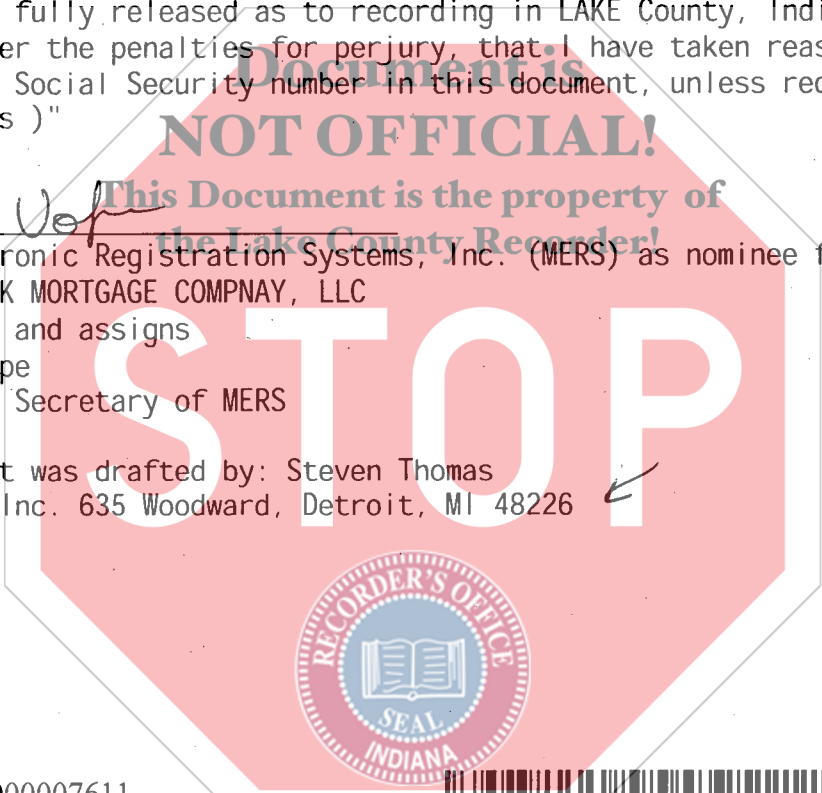 fully released as to recording in LAKE County, Indi
er the penalties for perjury, that I have taken reas
Social Security number in this document, unless req
s )"
Document is
NOT OFFICIAL!
This Document is the property of
the Lake County Recorder!
ronic Registration Systems, Inc. (MERS) as nominee f
K MORTGAGE COMPNAY, LLC
and assigns
pe
Secretary of MERS
t was drafted by: Steven Thomas
Inc. 635 Woodward, Detroit, MI 48226
STOP
RECORDER'S OFFICE
SEAL
INDIANA
00007611